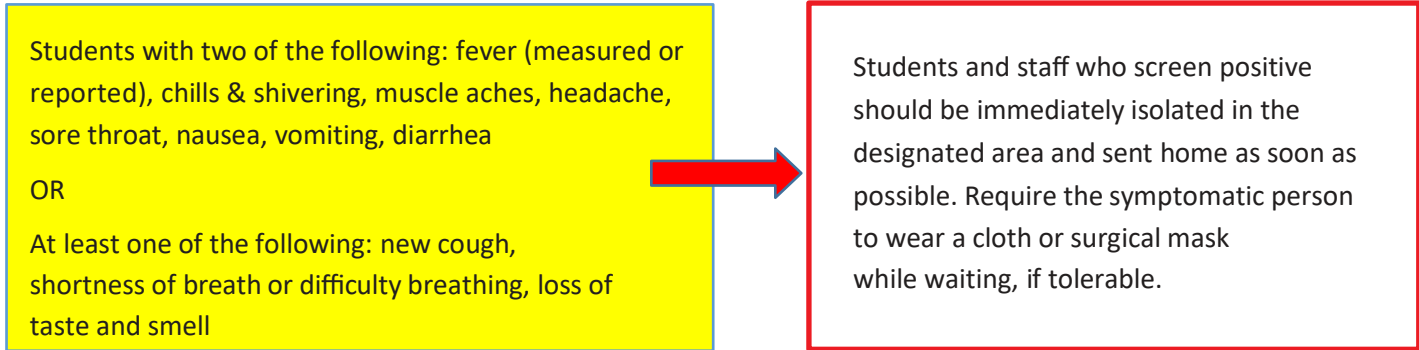 Students with two of the following: fever (measured or
reported), chills & shivering, muscle aches, headache,
sore throat, nausea, vomiting, diarrhea
OR
At least one of the following: new cough,
shortness of breath or difficulty breathing, loss of
taste and smell
Students and staff who screen positive
should be immediately isolated in the
designated area and sent home as soon as
possible. Require the symptomatic person
to wear a cloth or surgical mask
while waiting, if tolerable.